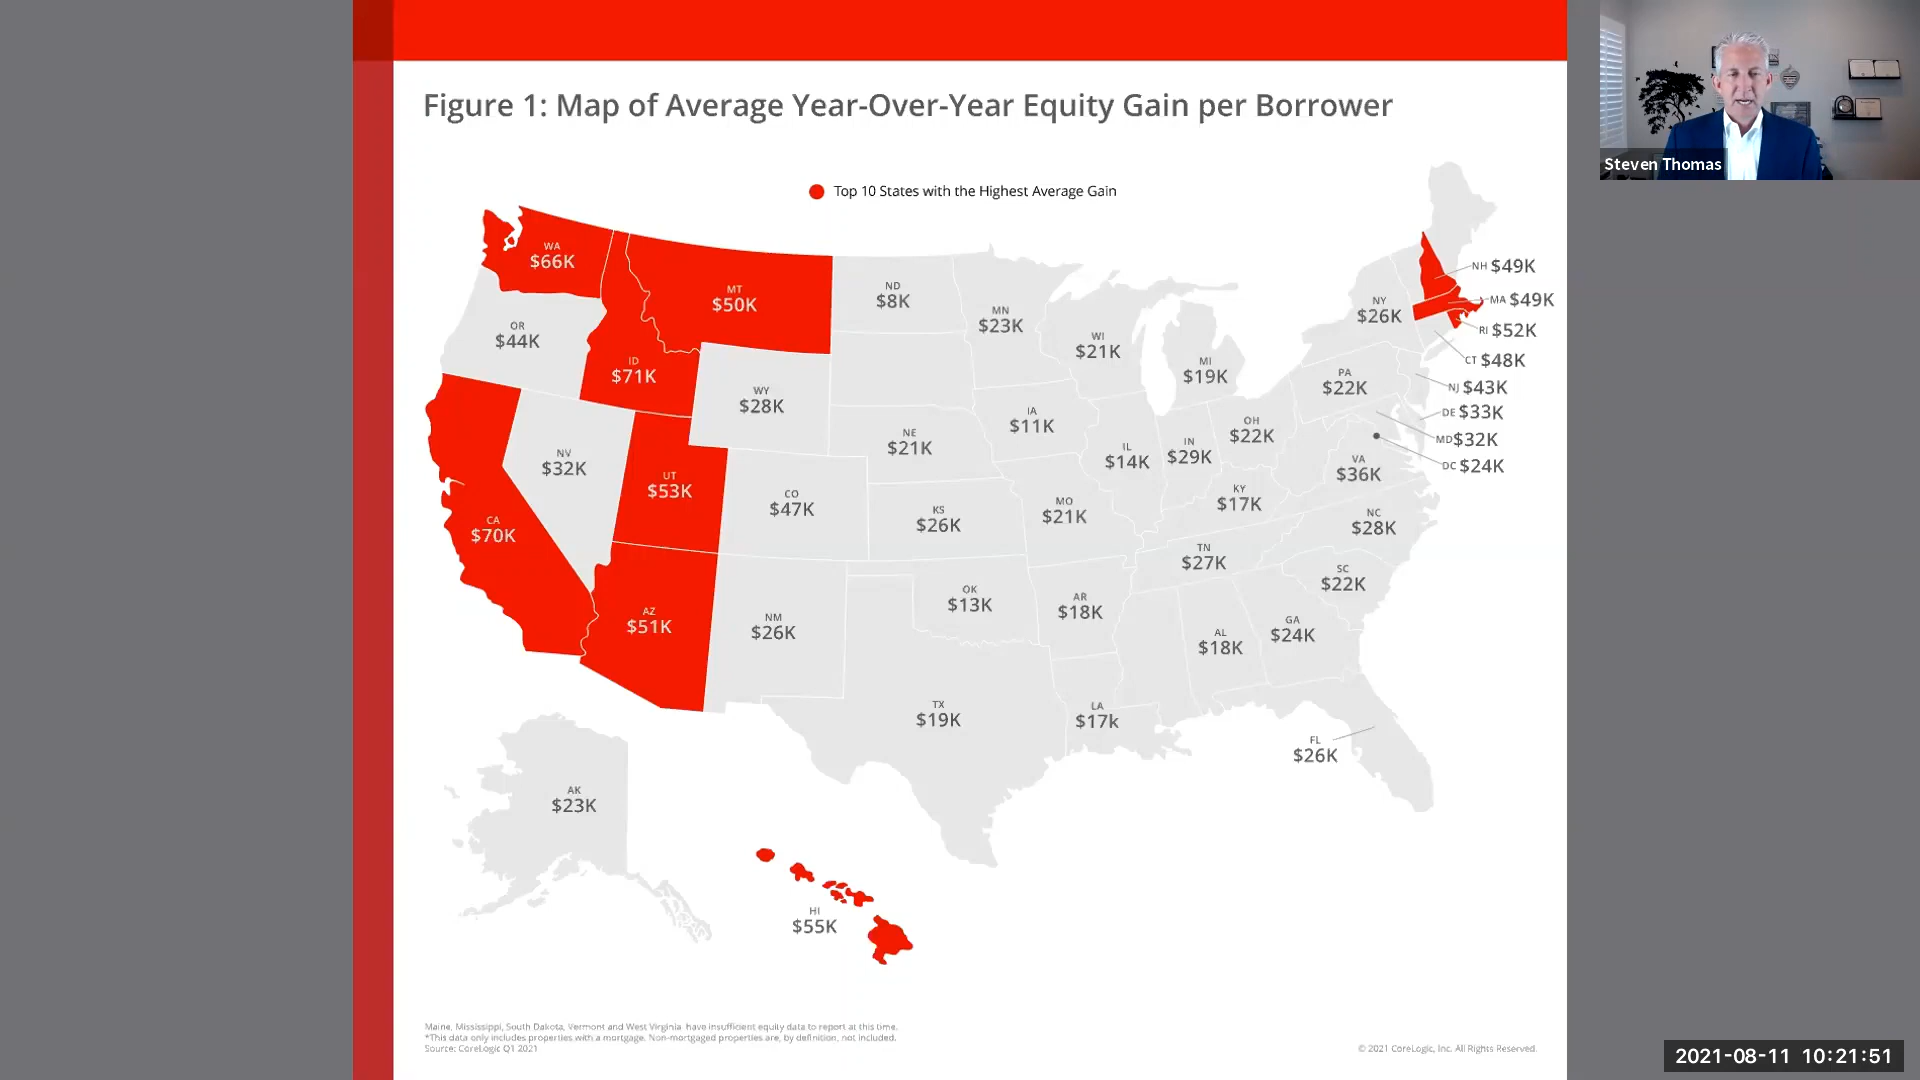 Figure 1: Map of Average Year-Over-Year Equity Gain per Borrower
Steven Thomas
Top 10 States with the Highest Average Gain
WA
$66K
MT
$50K
ND
$8K
MN
$23K
WI
$21K
MI
$19K
NY
$26K
NH $49K
MA $49K
RI $52K
CT $48K
NJ $43K
DE $33K
MD $32K
DC $24K
OR
$44K
ID
$71K
WY
$28K
NE
$21K
IA
$11K
IL
$14K
IN
$29K
OH
$22K
PA
$22K
VA
$36K
NV
$32K
UT
$53K
CO
$47K
KS
$26K
MO
$21K
KY
$17K
NC
$28K
CA
$70K
AZ
$51K
NM
$26K
OK
$13K
AR
$18K
TN
$27K
SC
$22K
AL
$18K
GA
$24K
TX
$19K
LA
$17k
FL
$26K
AK
$23K
HI
$55K
Maine, Mississippi, South Dakota, Vermont and West Virginia have insufficient equity data to report at this time.
*This data only includes properties with a mortgage. Non-mortgaged properties are, by definition, not included.
Source: CoreLogic Q1 2021
© 2021 CoreLogic, Inc. All Rights Reserved.
2021-08-11 10:21:51